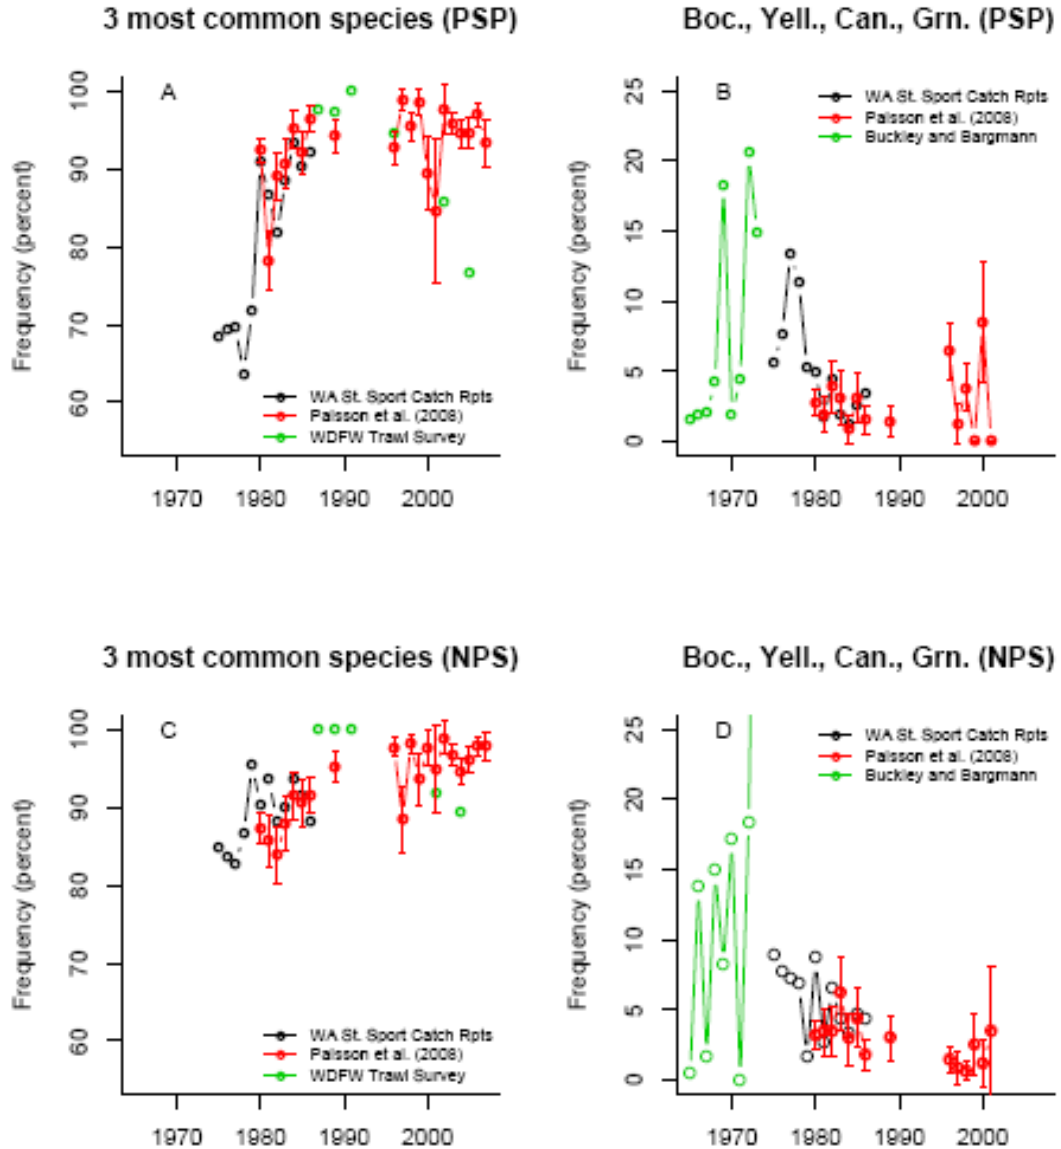 3 most common species (PSP)
Boc., Yell., Can., Grn. (PSP)
A
Frequency (percent)
100
90
80
70
60
WA St. Sport Catch Rpts
Palsson et al. (2008)
WDFW Trawl Survey
1970 1980 1990 2000
B
Frequency (percent)
25
20
15
10
5
0
WA St. Sport Catch Rpts
Palsson et al. (2008)
Buckley and Bargmann
1970 1980 1990 2000
3 most common species (NPS)
Boc., Yell., Can., Grn. (NPS)
C
Frequency (percent)
100
90
80
70
60
WA St. Sport Catch Rpts
Palsson et al. (2008)
WDFW Trawl Survey
1970 1980 1990 2000
D
Frequency (percent)
25
20
15
10
5
0
WA St. Sport Catch Rpts
Palsson et al. (2008)
Buckley and Bargmann
1970 1980 1990 2000